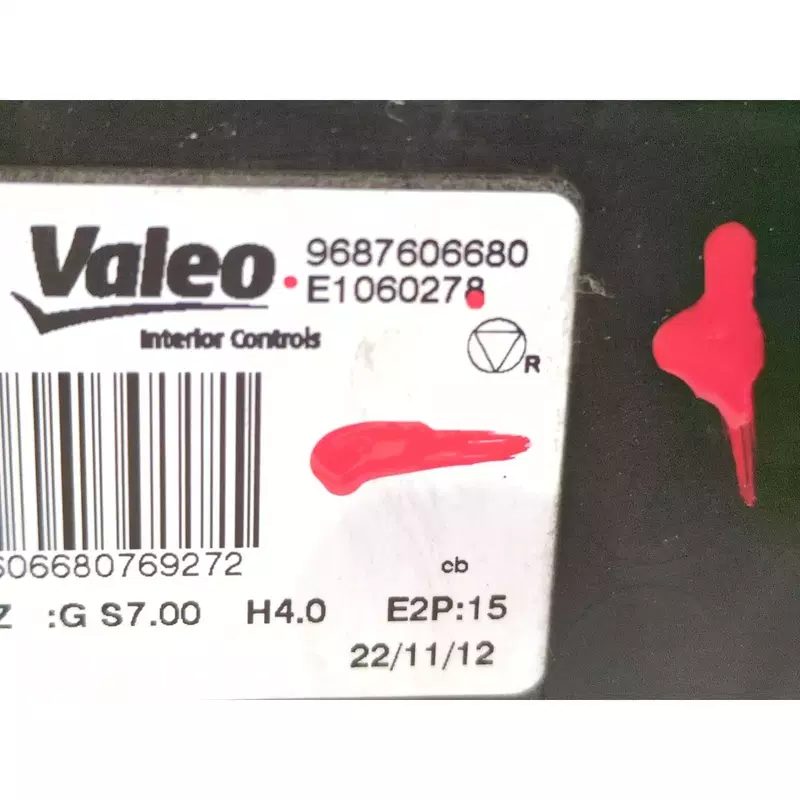 Valeo
9687606680
E1060278
Interior Controls
R
606680769272
cb
Z :G S7.00 H4.0 E2P:15
22/11/12